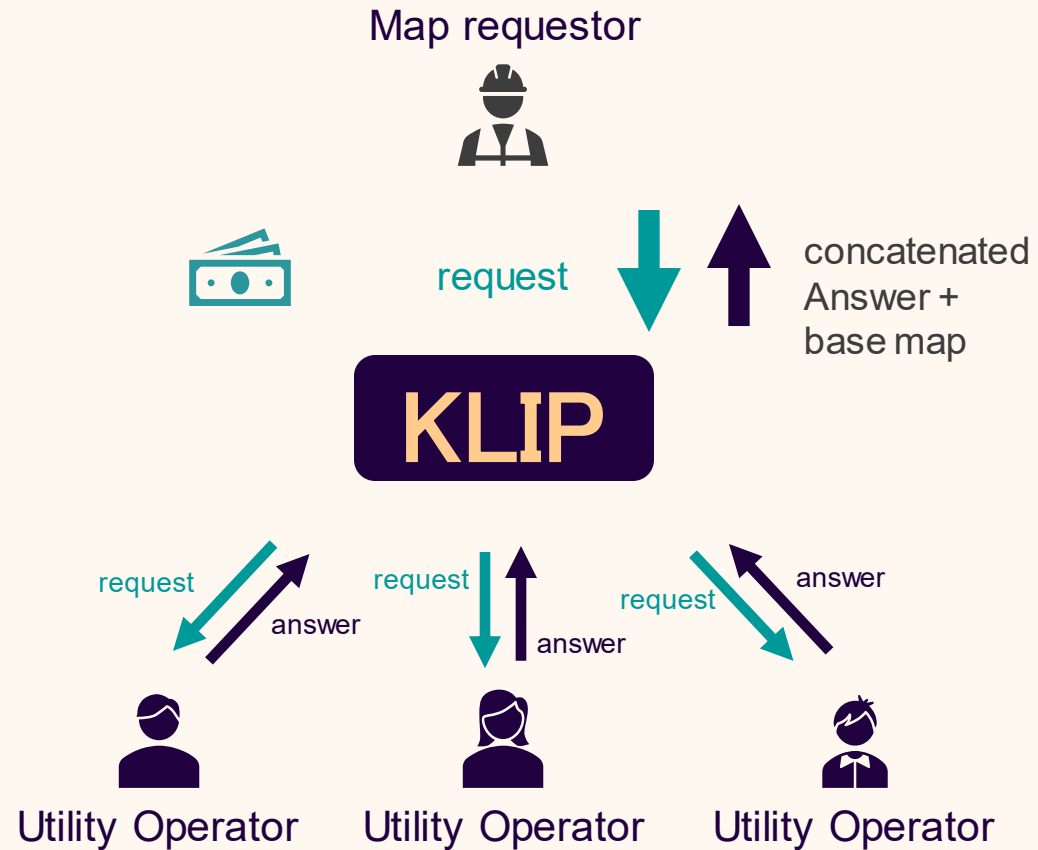 Map requestor
request
concatenated
Answer +
base map
KLIP
request
answer
request
answer
request
answer
Utility Operator
Utility Operator
Utility Operator